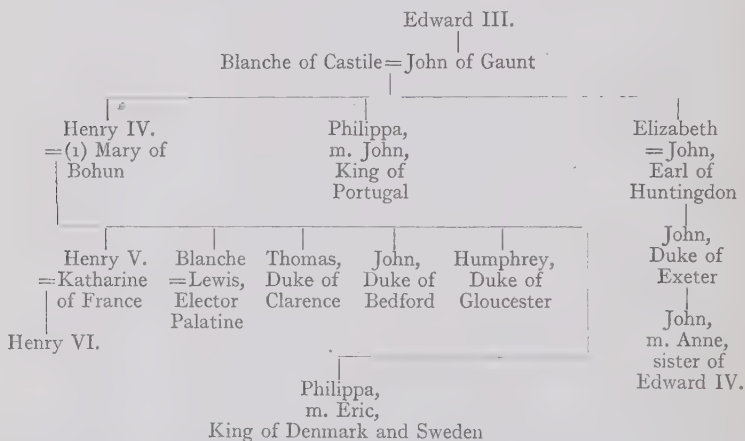 Edward III.
Blanche of Castile=John of Gaunt
Henry IV.
=(1) Mary of
Bohun
Philippa,
m. John,
King of
Portugal
Elizabeth
=John,
Earl of
Huntingdon
Henry V.
=Katharine
of France
Blanche
=Lewis,
Elector
Palatine
Thomas,
Duke of
Clarence
John,
Duke of
Bedford
Humphrey,
Duke of
Gloucester
John,
Duke of
Exeter
Henry VI.
John,
m. Anne,
sister of
Edward IV.
Philippa,
m. Eric,
King of Denmark and Sweden